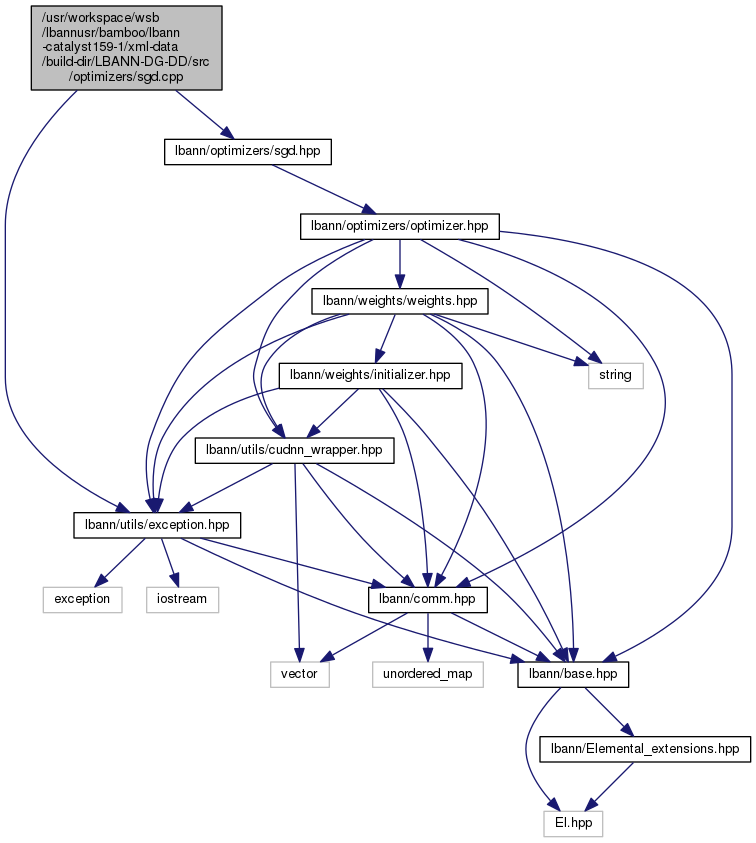 /usr/workspace/wsb
/lbannusr/bamboo/lbann
-catalyst159-1/xml-data
/build-dir/LBANN-DG-DD/src
/optimizers/sgd.cpp
lbann/optimizers/sgd.hpp
lbann/optimizers/optimizer.hpp
lbann/weights/weights.hpp
lbann/weights/initializer.hpp
string
lbann/utils/cudnn_wrapper.hpp
lbann/utils/exception.hpp
exception
iostream
lbann/comm.hpp
vector
unordered_map
lbann/base.hpp
lbann/Elemental_extensions.hpp
El.hpp